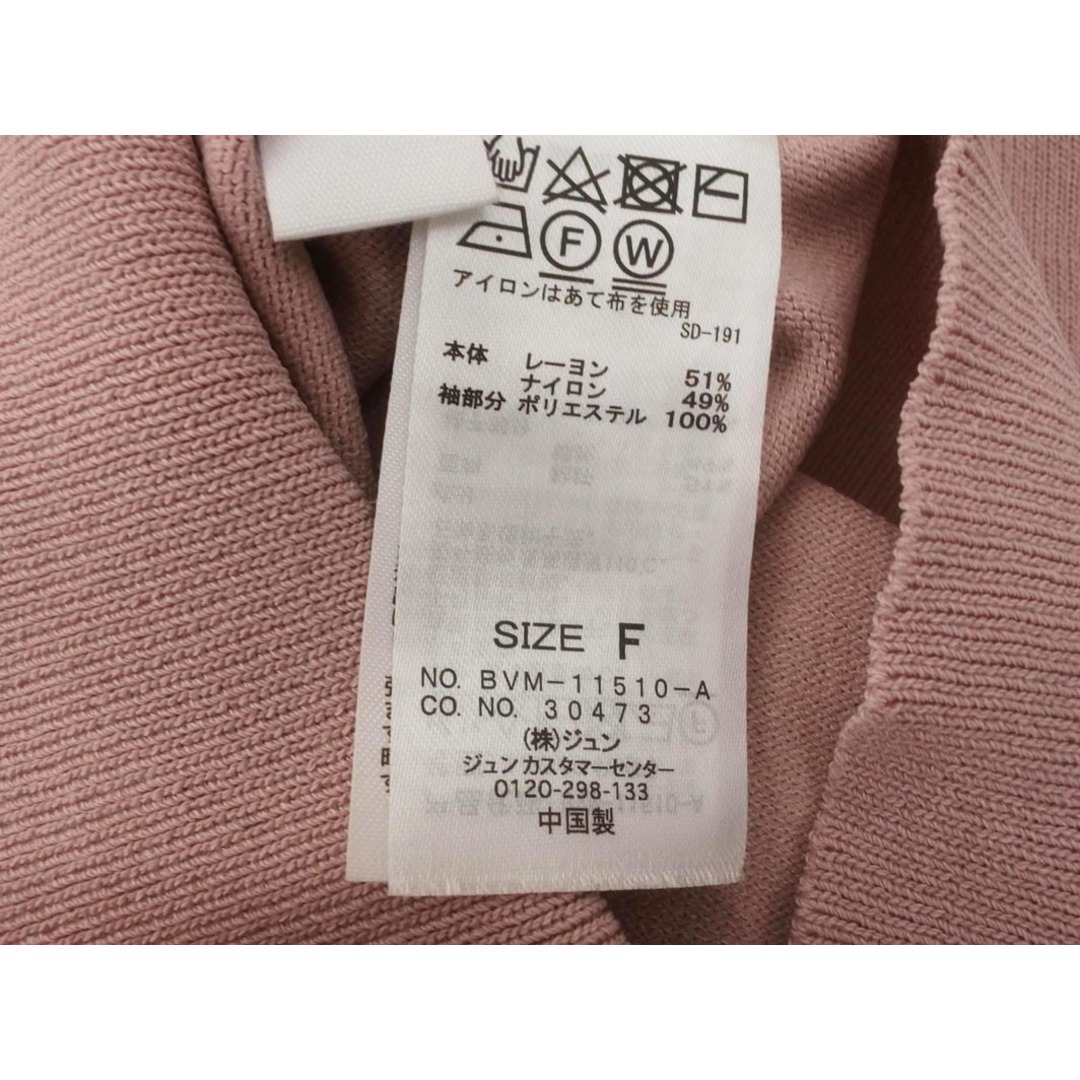 F W
アイロンはあて布を使用
SD-191
本体 レーヨン 51%
ナイロン 49%
袖部分 ポリエステル 100%
SIZE F
NO. BVM-11510-A
CO. NO. 30473
(株)ジュン
ジュンカスタマーセンター
0120-298-133
中国製